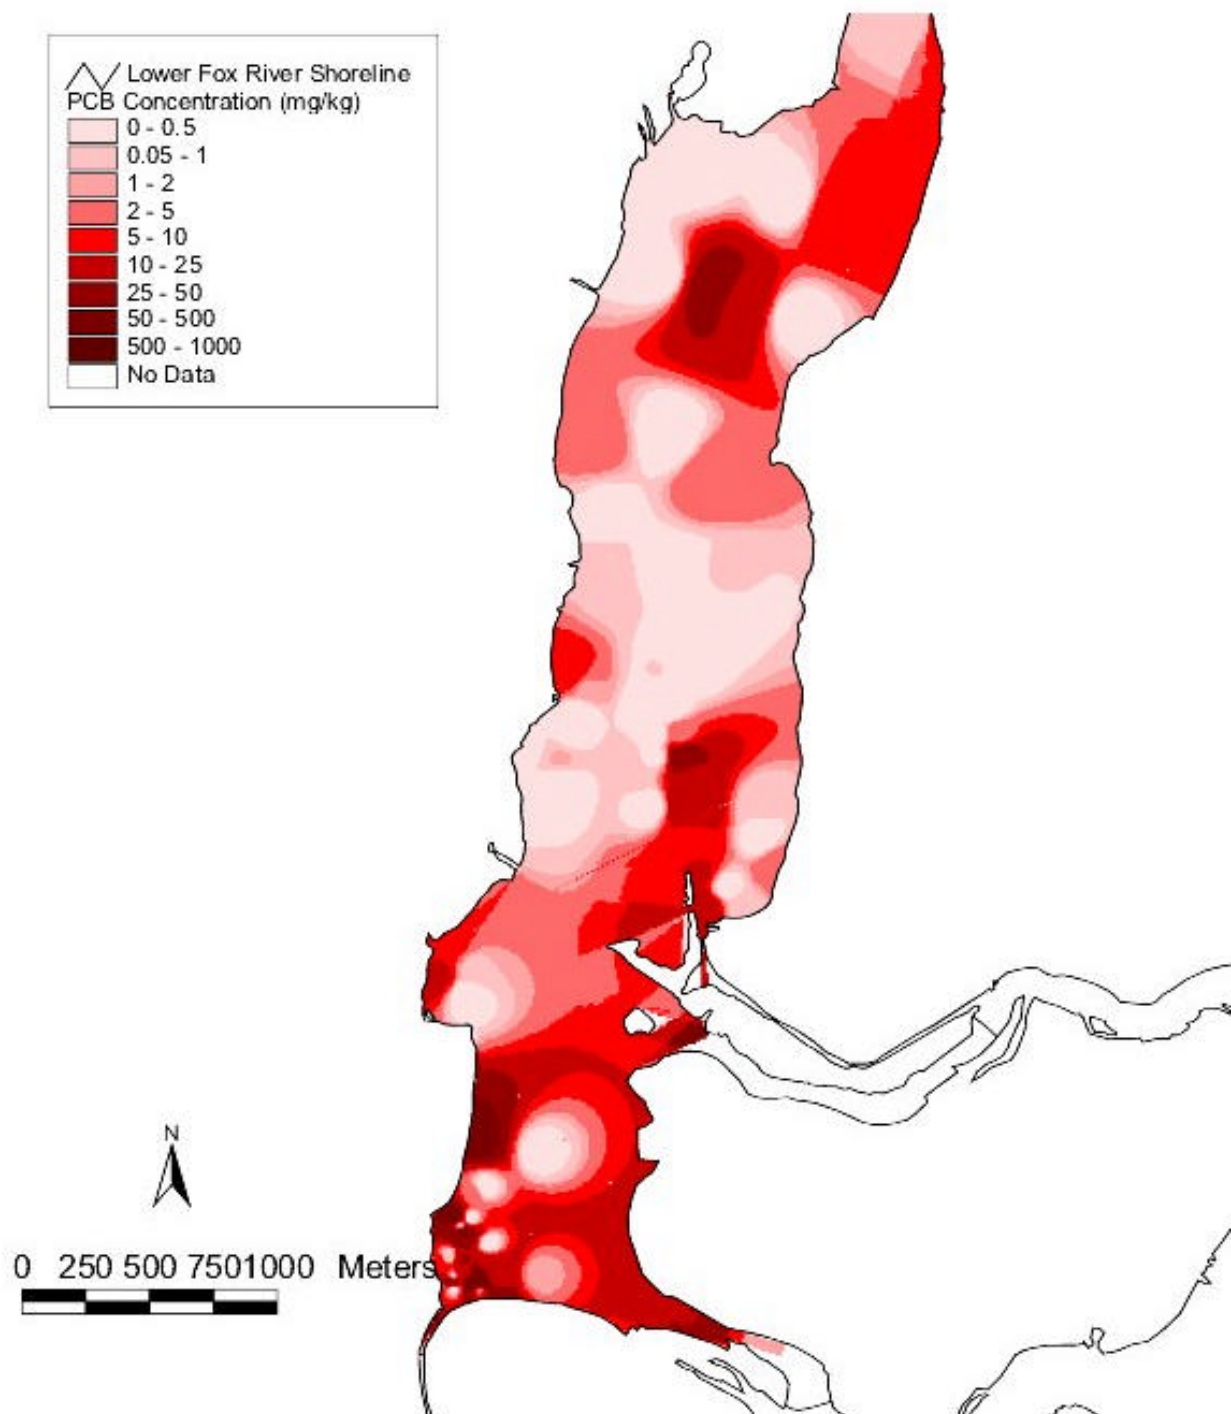 Lower Fox River Shoreline
PCB Concentration (mg/kg)
0 - 0.5
0.05 - 1
1 - 2
2 - 5
5 - 10
10 - 25
25 - 50
50 - 500
500 - 1000
No Data
N
0 250 500 7501000 Meters